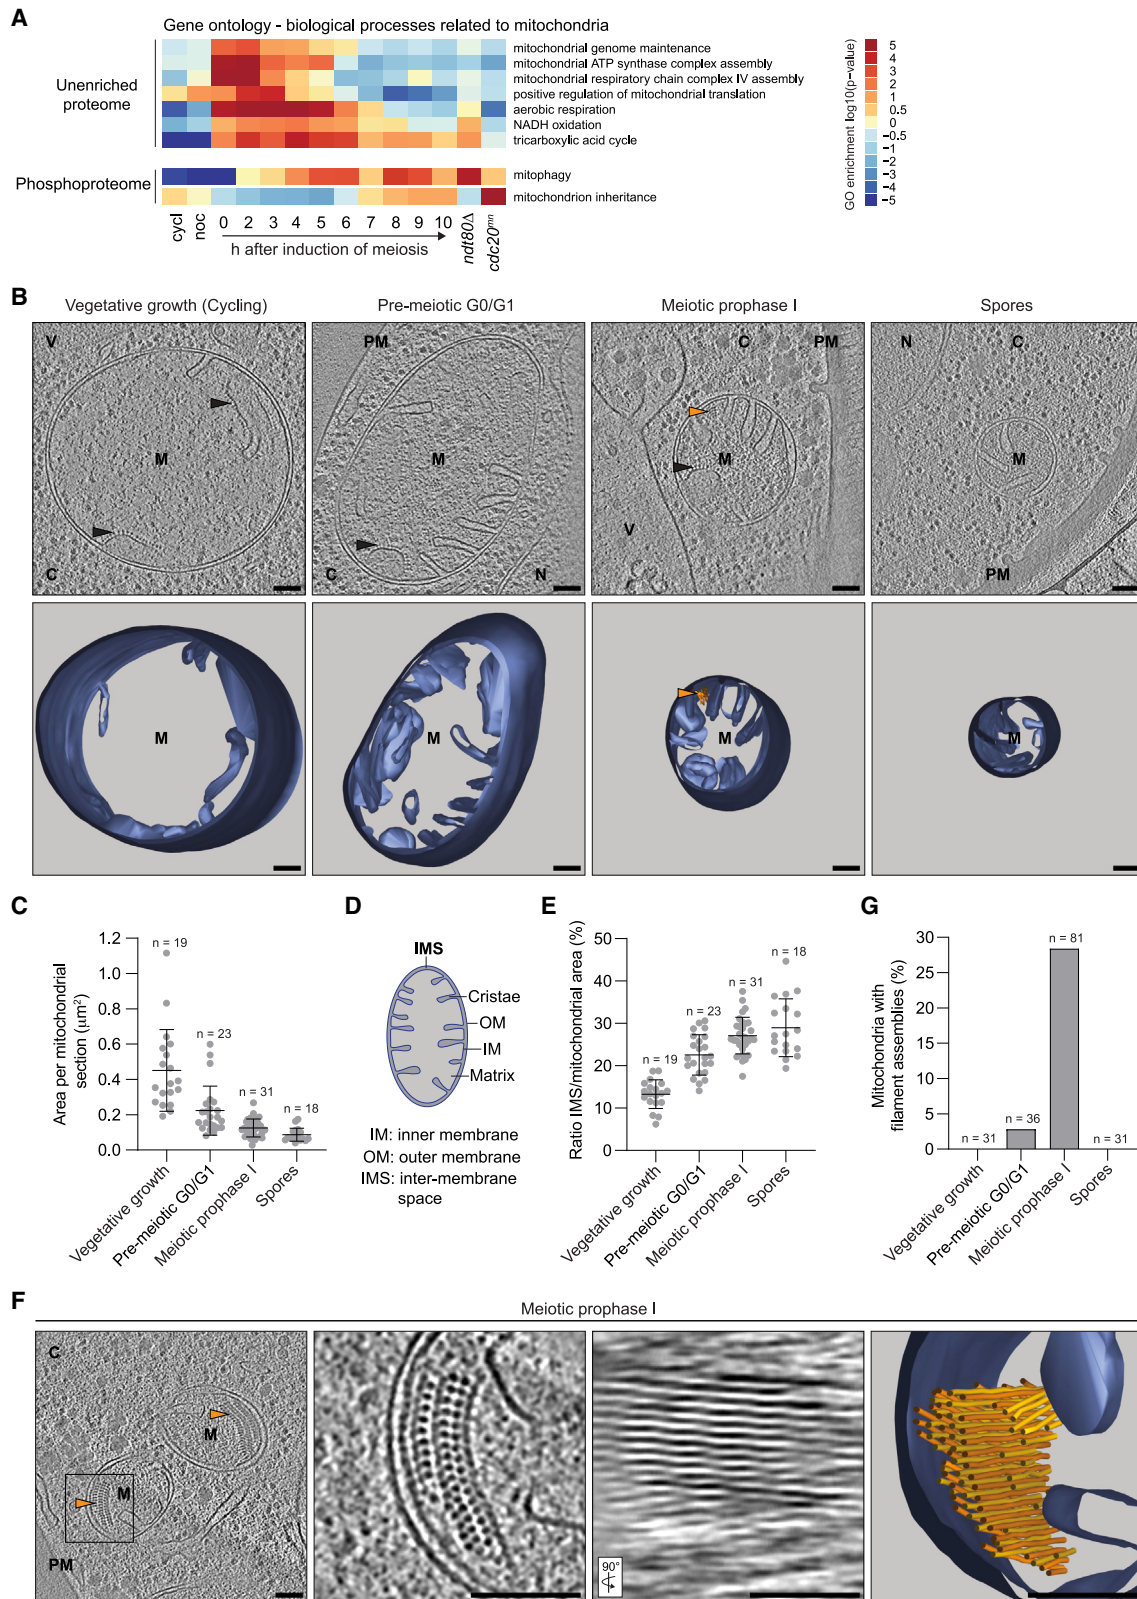 A
Gene ontology - biological processes related to mitochondria
Unenriched
proteome
mitochondrial genome maintenance
mitochondrial ATP synthase complex assembly
mitochondrial respiratory chain complex IV assembly
positive regulation of mitochondrial translation
aerobic respiration
NADH oxidation
tricarboxylic acid cycle
Phosphoproteome
mitophagy
mitochondrion inheritance
cycl
noc
0 2 3 4 5 6 7 8 9 10
ndt80Δ
cdc20ᵐⁿ
h after induction of meiosis
GO enrichment log10(p−value)
5
4
3
2
1
0.5
0
−0.5
−1
−2
−3
−4
−5
B
Vegetative growth (Cycling)
Pre-meiotic G0/G1
Meiotic prophase I
Spores
V
M
C
PM
M
C
N
C
PM
M
V
N
C
M
PM
M
M
M
M
C
Area per mitochondrial
section (μm²)
1.2
1.0
0.8
0.6
0.4
0.2
0.0
n = 19
n = 23
n = 31
n = 18
Vegetative growth
Pre-meiotic G0/G1
Meiotic prophase I
Spores
D
IMS
Cristae
OM
IM
Matrix
IM: inner membrane
OM: outer membrane
IMS: inter-membrane
space
E
Ratio IMS/mitochondrial area (%)
50
40
30
20
10
0
n = 19
n = 23
n = 31
n = 18
Vegetative growth
Pre-meiotic G0/G1
Meiotic prophase I
Spores
G
Mitochondria with
filament assemblies (%)
30
25
20
15
10
5
0
n = 31
n = 36
n = 81
n = 31
Vegetative growth
Pre-meiotic G0/G1
Meiotic prophase I
Spores
F
Meiotic prophase I
C
M
M
PM
90°